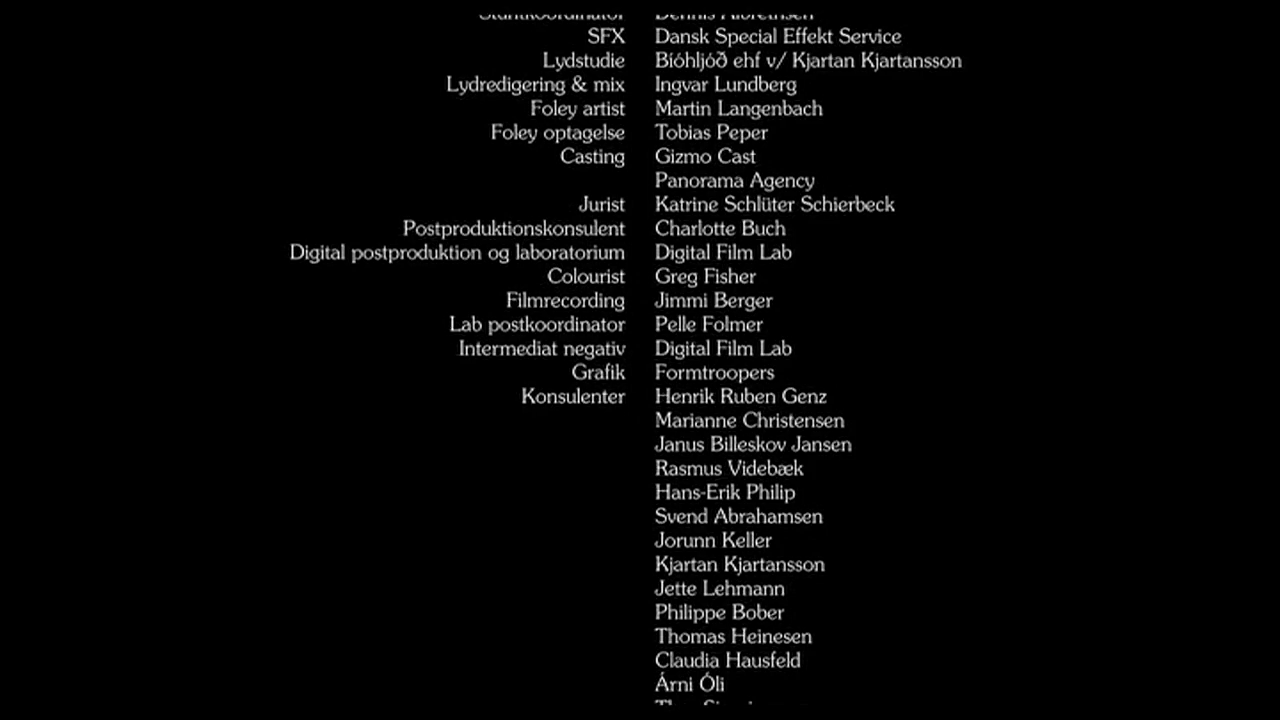 Stuntkoordinator Dennis Albrethsen
SFX Dansk Special Effekt Service
Lydstudie Bíóhljóð ehf v/ Kjartan Kjartansson
Lydredigering & mix Ingvar Lundberg
Foley artist Martin Langenbach
Foley optagelse Tobias Peper
Casting Gizmo Cast
Panorama Agency
Jurist Katrine Schlüter Schierbeck
Postproduktionskonsulent Charlotte Buch
Digital postproduktion og laboratorium Digital Film Lab
Colourist Greg Fisher
Filmrecording Jimmi Berger
Lab postkoordinator Pelle Folmer
Intermediat negativ Digital Film Lab
Grafik Formtroopers
Konsulenter Henrik Ruben Genz
Marianne Christensen
Janus Billeskov Jansen
Rasmus Videbæk
Hans-Erik Philip
Svend Abrahamsen
Jorunn Keller
Kjartan Kjartansson
Jette Lehmann
Philippe Bober
Thomas Heinesen
Claudia Hausfeld
Árni Óli